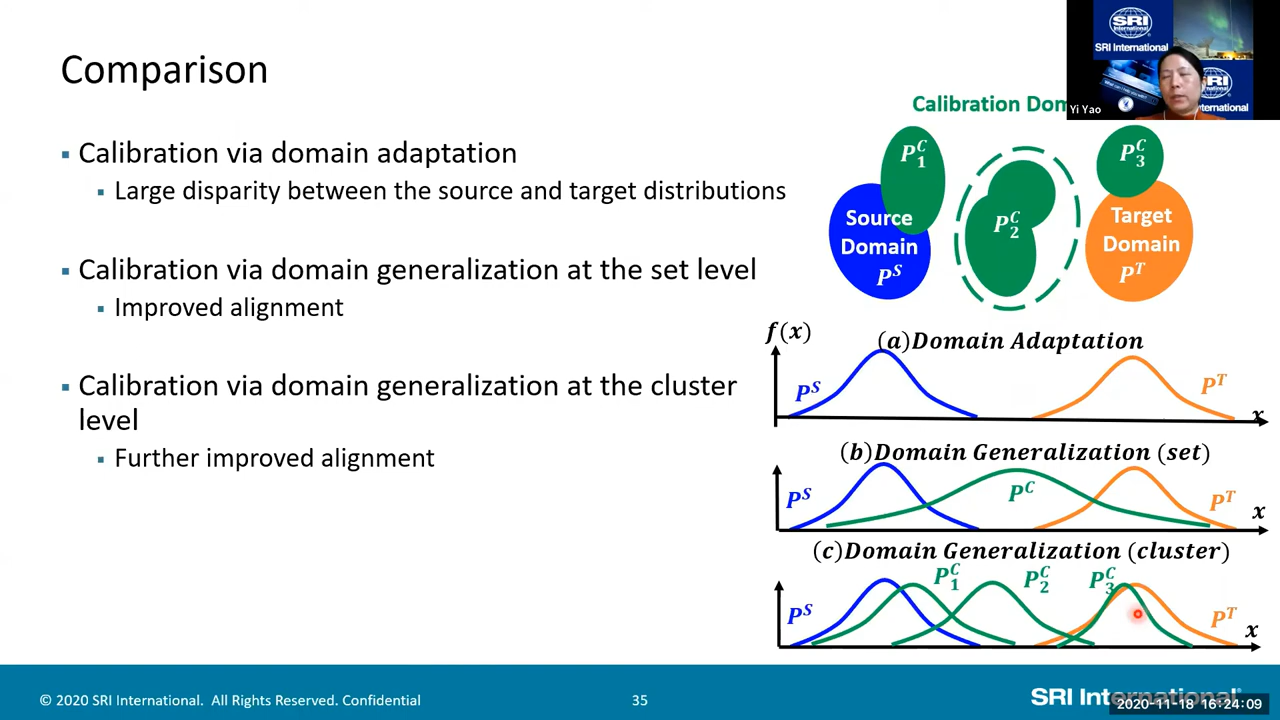 Comparison
▪ Calibration via domain adaptation
▪ Large disparity between the source and target distributions
▪ Calibration via domain generalization at the set level
▪ Improved alignment
▪ Calibration via domain generalization at the cluster
level
▪ Further improved alignment
SRI International
Yi Yao
Calibration
P₁ᶜ
P₂ᶜ
P₃ᶜ
Source
Domain
Pˢ
Target
Domain
Pᵀ
f(x)
(a)Domain Adaptation
Pˢ
Pᵀ
x
(b)Domain Generalization (set)
Pˢ
Pᶜ
Pᵀ
x
(c)Domain Generalization (cluster)
P₁ᶜ
P₂ᶜ
P₃ᶜ
Pˢ
Pᵀ
x
© 2020 SRI International. All Rights Reserved. Confidential
35
SRI International
2020-11-18 16:24:09